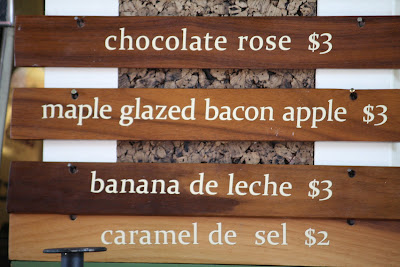 chocolate rose $3
maple glazed bacon apple $3
banana de leche $3
caramel de sel $2